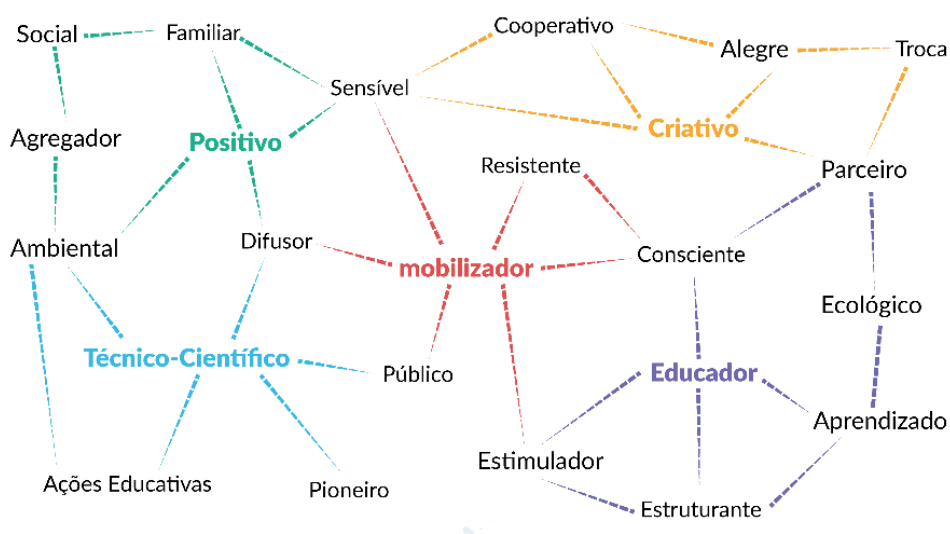 Social
Familiar
Cooperativo
Alegre
Troca
Sensível
Agregador
Positivo
Criativo
Resistente
Parceiro
Ambiental
Difusor
mobilizador
Consciente
Ecológico
Técnico-Científico
Público
Educador
Aprendizado
Ações Educativas
Pioneiro
Estimulador
Estruturante